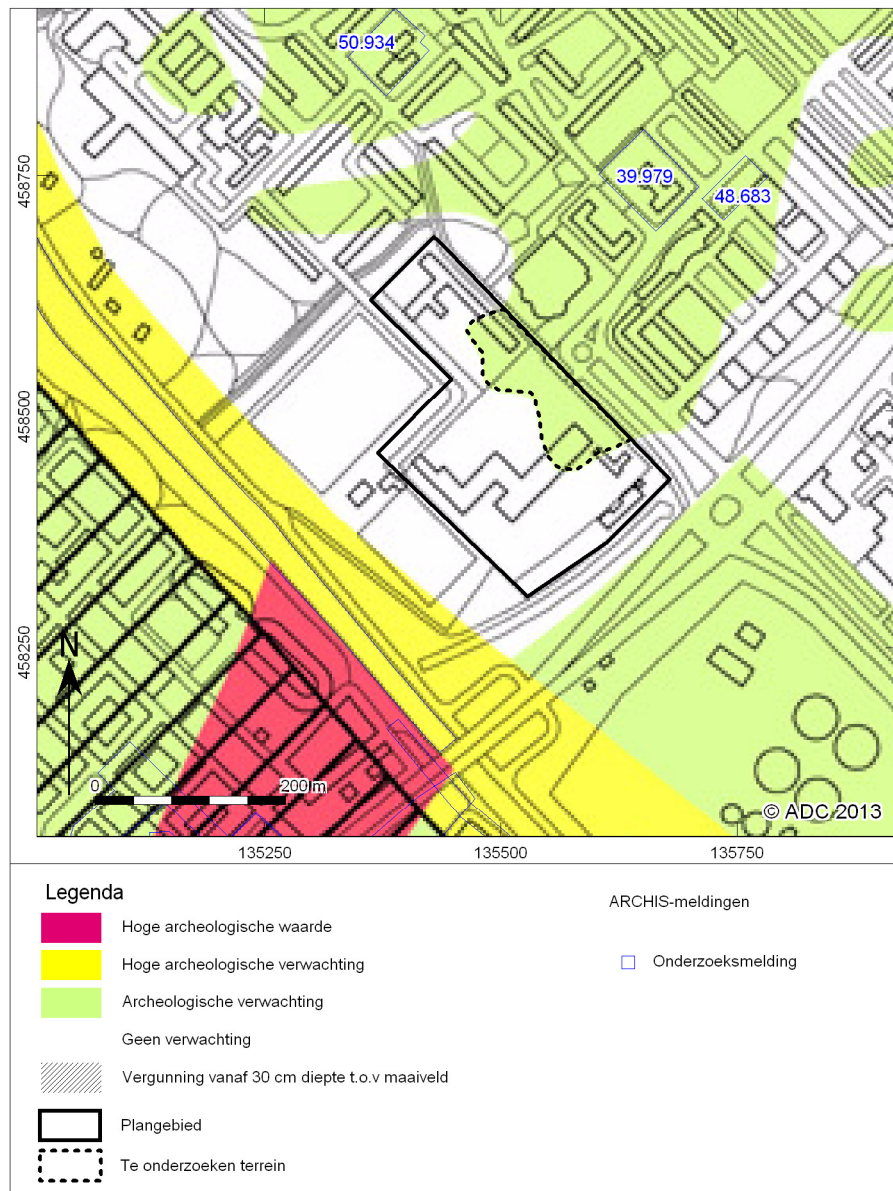 50.934
39.979
48.683
458750
458500
458250
N
0 200 m
© ADC 2013
135250 135500 135750
Legenda
Hoge archeologische waarde
Hoge archeologische verwachting
Archeologische verwachting
Geen verwachting
Vergunning vanaf 30 cm diepte t.o.v maaiveld
Plangebied
Te onderzoeken terrein
ARCHIS-meldingen
Onderzoeksmelding